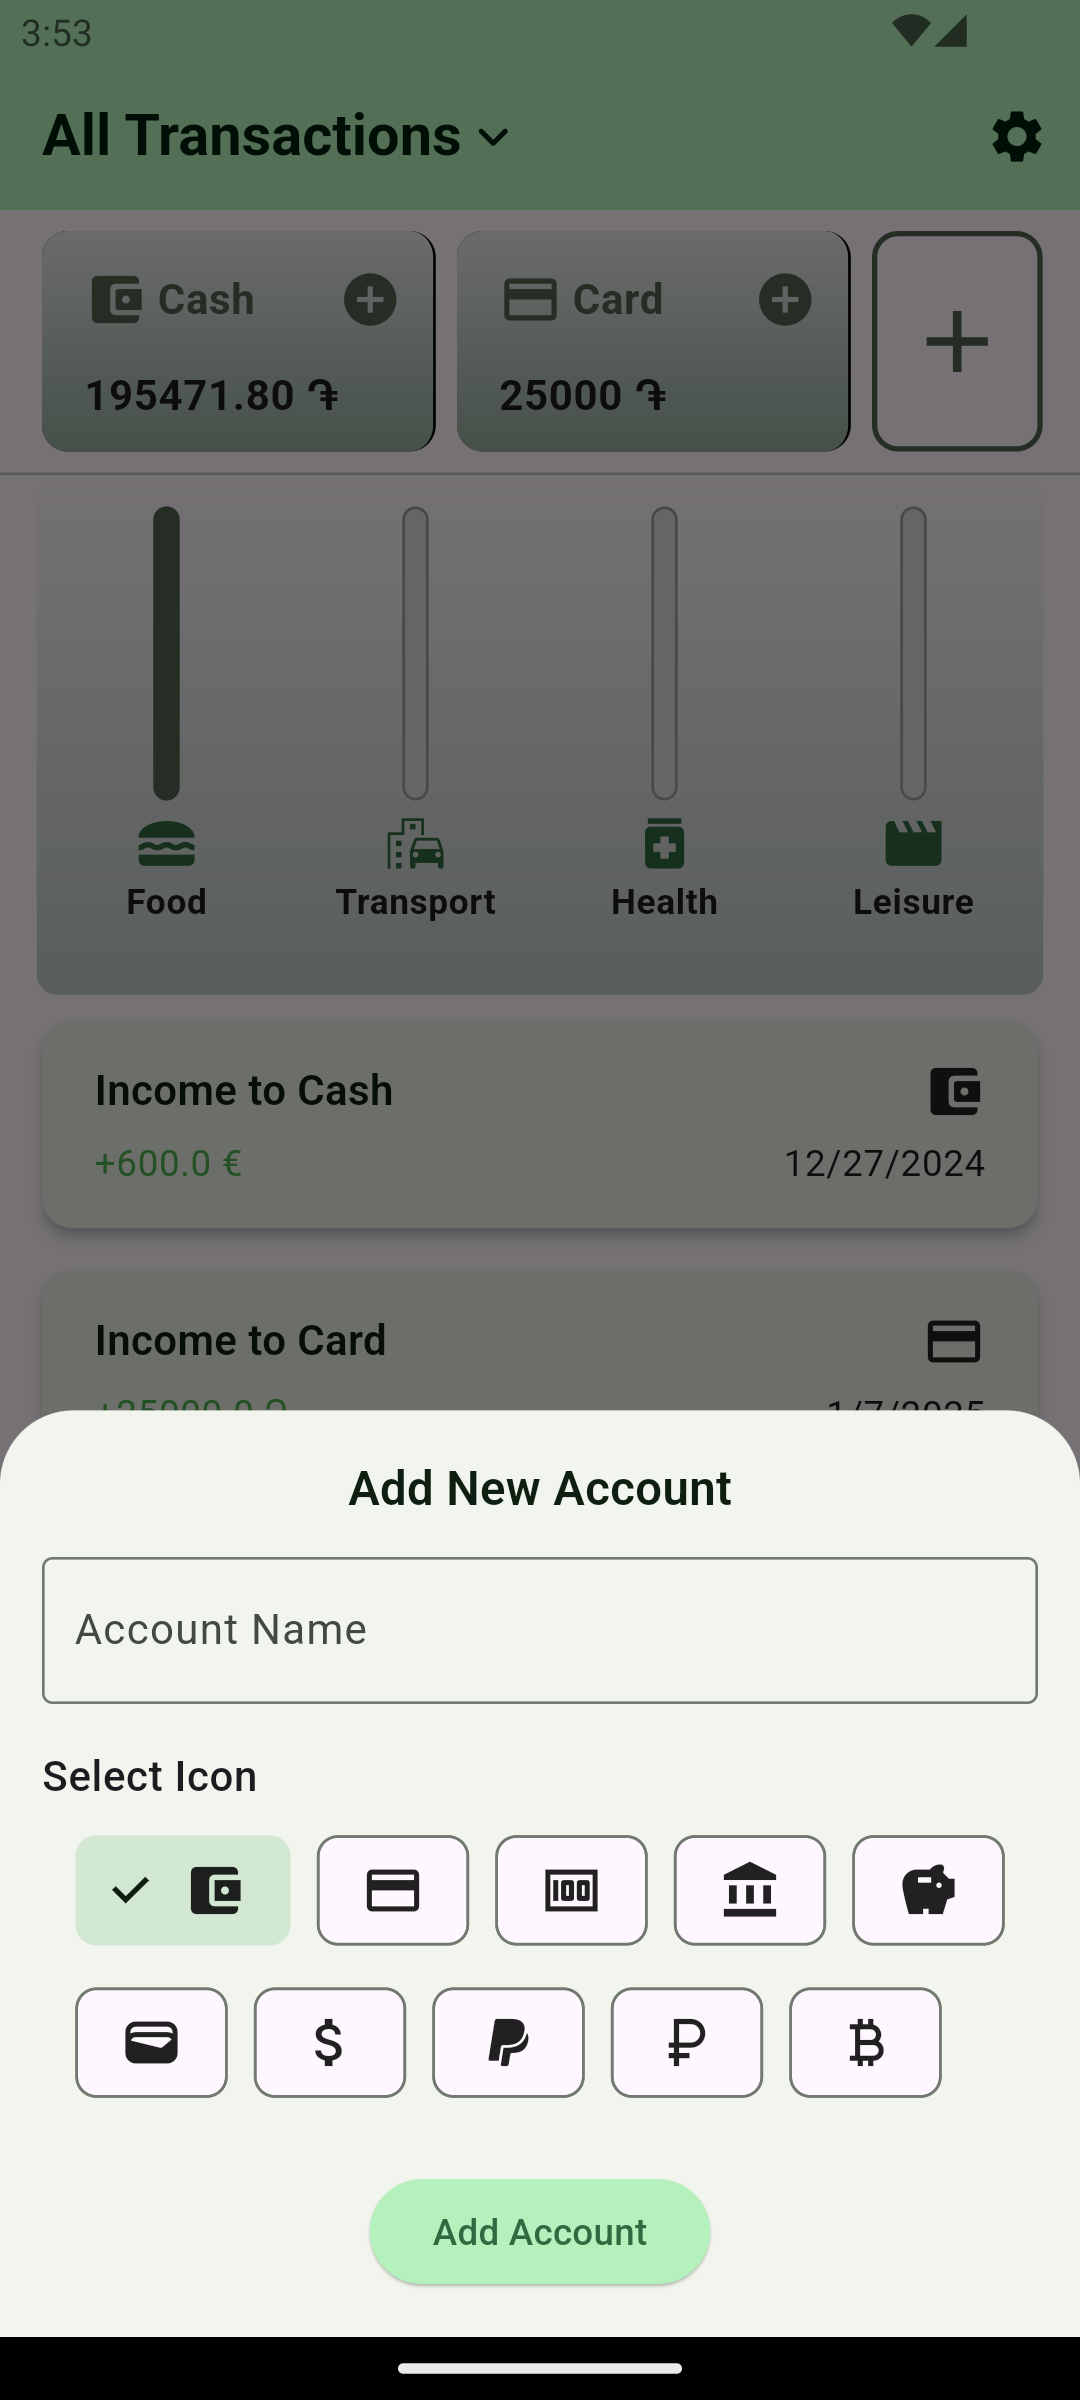 3:53
All Transactions
Cash
Card
195471.80 ֏
25000 ֏
Food
Transport
Health
Leisure
Income to Cash
+600.0 €
12/27/2024
Income to Card
Add New Account
Account Name
Select Icon
Add Account